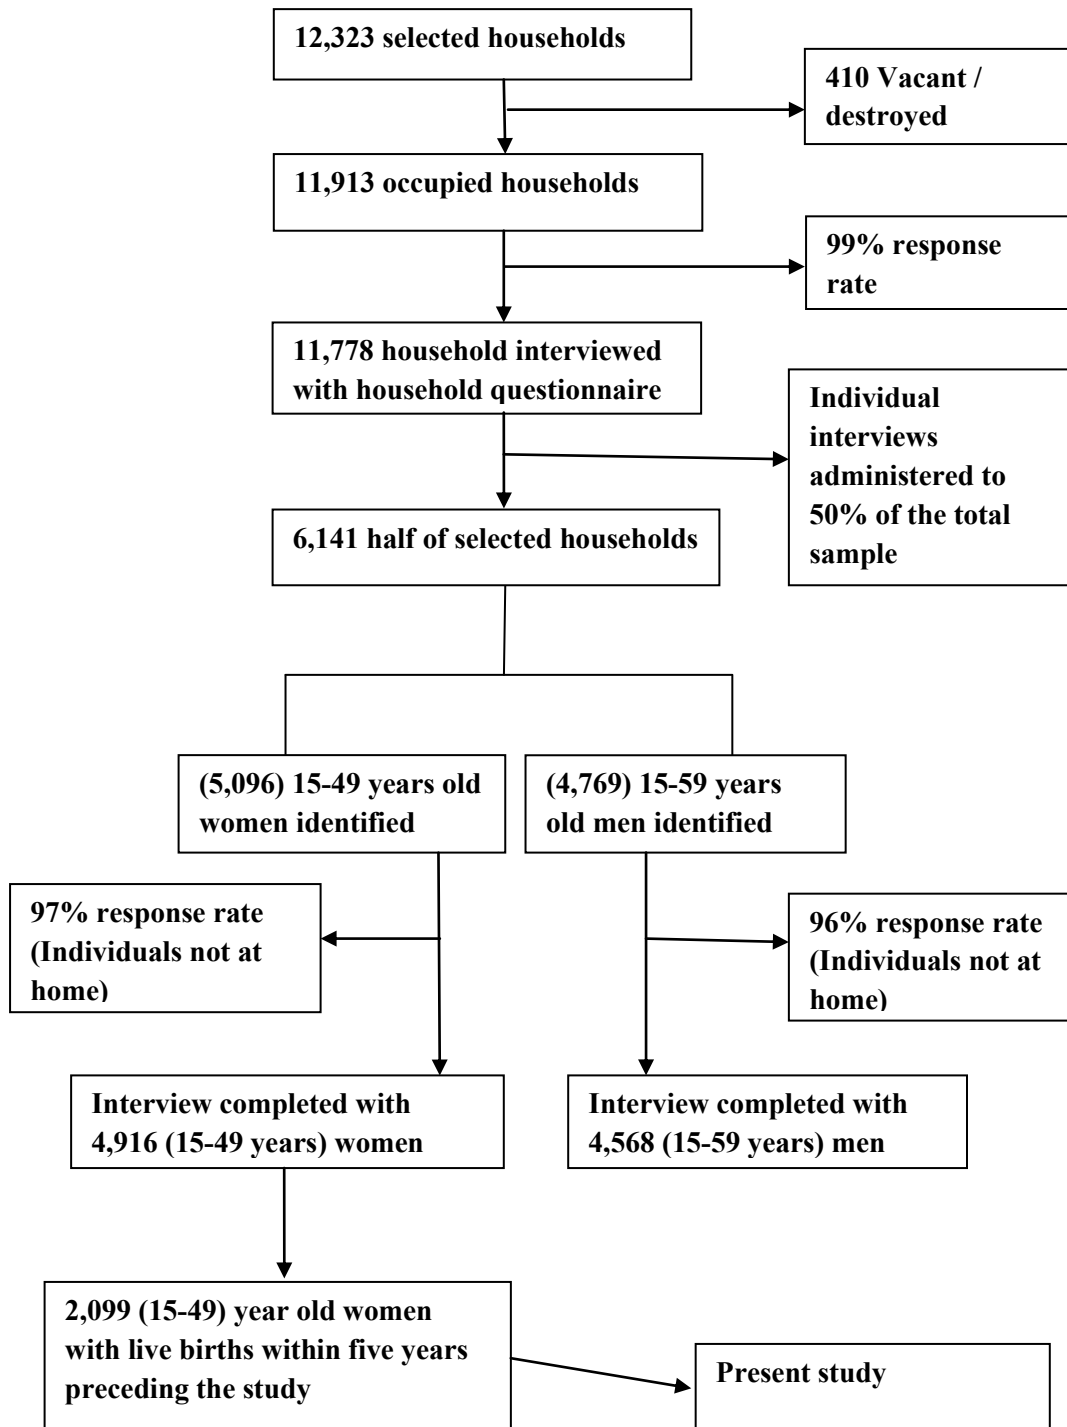 12,323 selected households
410 Vacant /
destroyed
11,913 occupied households
99% response
rate
11,778 household interviewed
with household questionnaire
Individual
interviews
administered to
50% of the total
sample
6,141 half of selected households
(5,096) 15-49 years old
women identified
(4,769) 15-59 years
old men identified
97% response rate
(Individuals not at
home)
96% response rate
(Individuals not at
home)
Interview completed with
4,916 (15-49 years) women
Interview completed with
4,568 (15-59 years) men
2,099 (15-49) year old women
with live births within five years
preceding the study
Present study